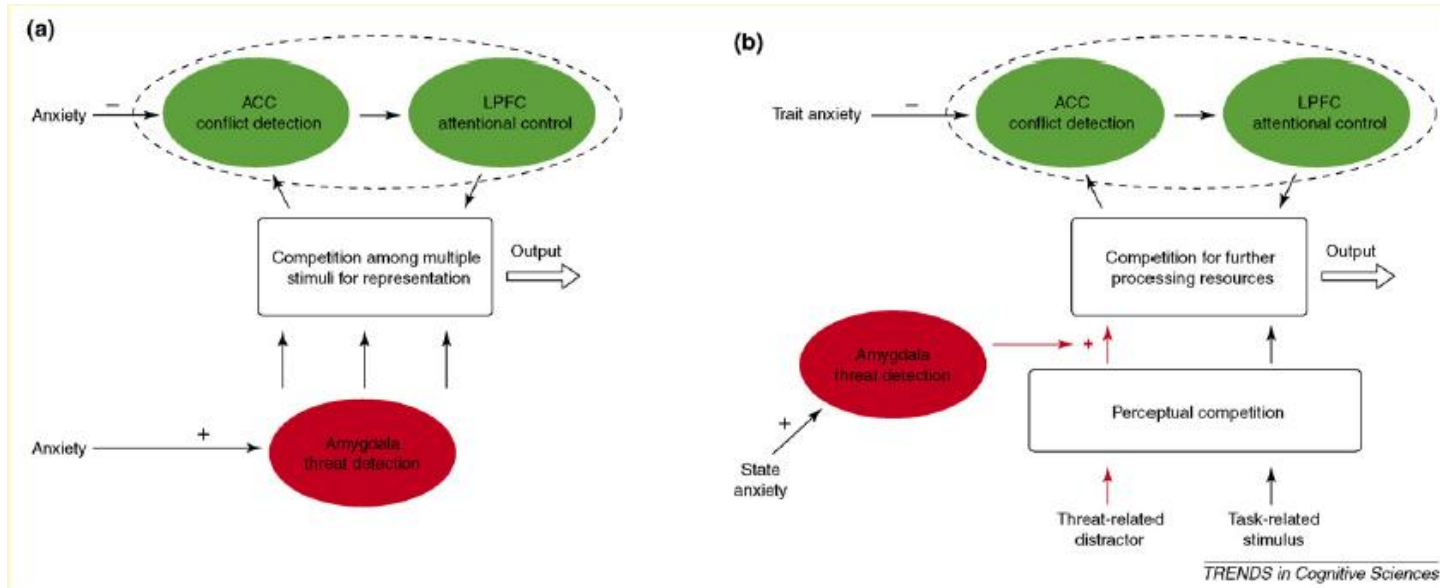 (a)
ACC
conflict detection
LPFC
attentional control
Anxiety
−
Competition among multiple
stimuli for representation
Output
Anxiety
+
Amygdala
threat detection
(b)
ACC
conflict detection
LPFC
attentional control
Trait anxiety
−
Competition for further
processing resources
Output
Amygdala
threat detection
+
Perceptual competition
+
State
anxiety
Threat-related
distractor
Task-related
stimulus
TRENDS in Cognitive Sciences